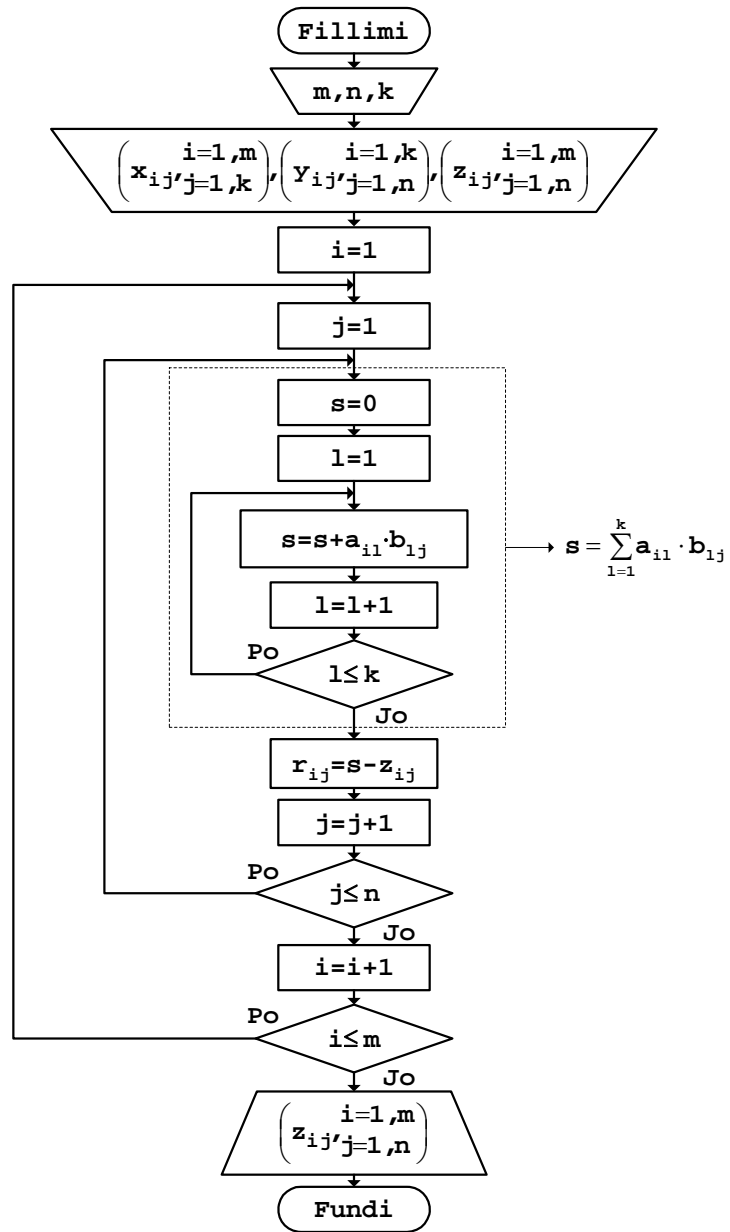 Fillimi
m,n,k
(x_ij, i=1,m j=1,k), (y_ij, i=1,k j=1,n), (z_ij, i=1,m j=1,n)
i=1
j=1
s=0
l=1
s=s+a_il·b_lj
s = ∑_{l=1}^{k} a_il · b_lj
l=l+1
Po
l≤k
Jo
r_ij=s-z_ij
j=j+1
Po
j≤n
Jo
i=i+1
Po
i≤m
Jo
(z_ij, i=1,m j=1,n)
Fundi